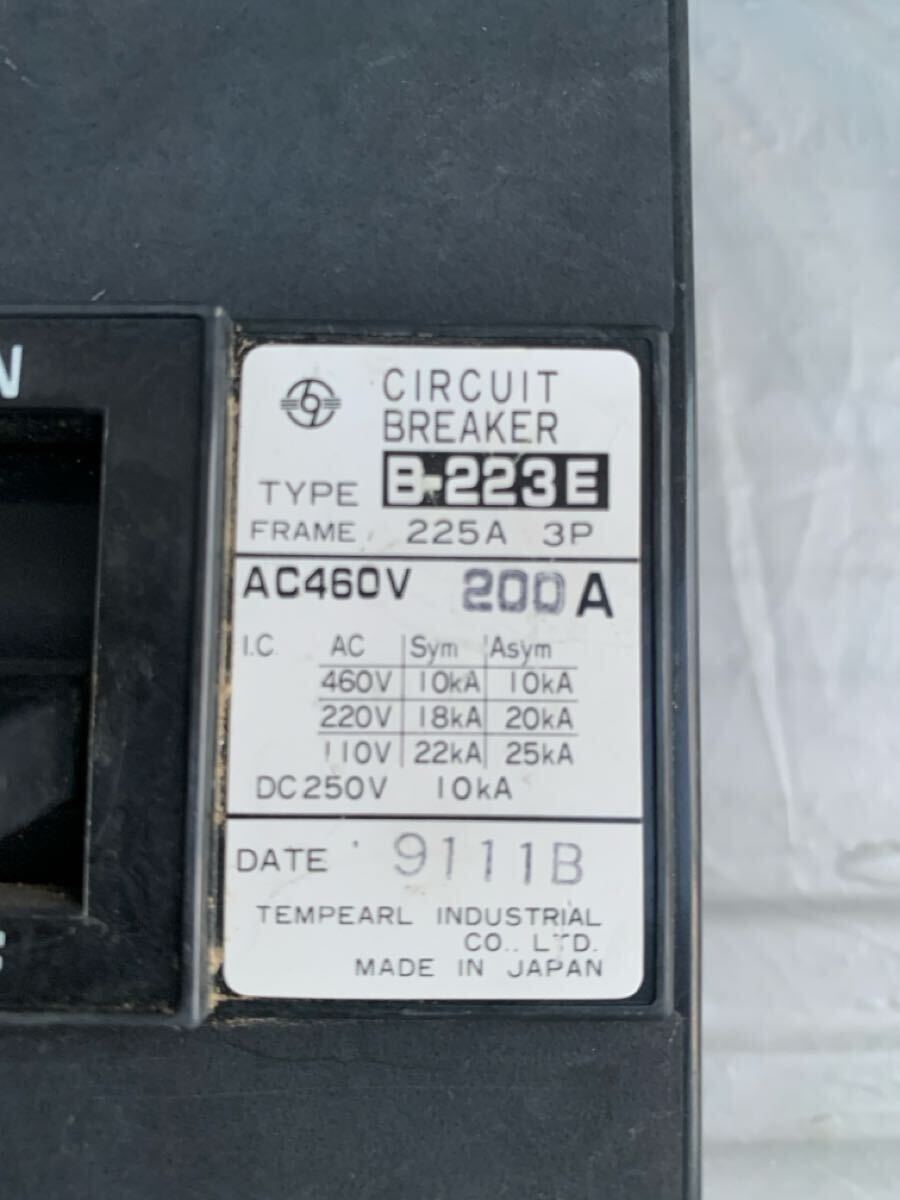 N
CIRCUIT
BREAKER
TYPE B-223E
FRAME 225A 3P
AC460V 200A
I.C. AC Sym Asym
460V 10kA 10kA
220V 18kA 20kA
110V 22kA 25kA
DC250V 10kA
DATE 9111B
TEMPEARL INDUSTRIAL
CO., LTD.
MADE IN JAPAN